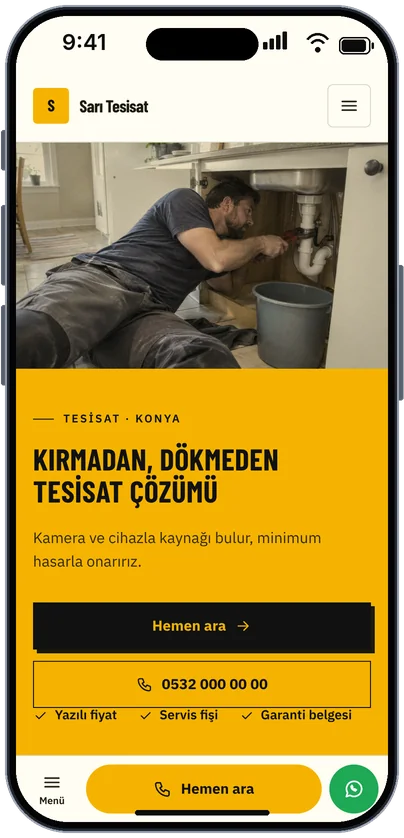 9:41
S
Sarı Tesisat
TESİSAT · KONYA
KIRMADAN, DÖKMEDEN
TESİSAT ÇÖZÜMÜ
Kamera ve cihazla kaynağı bulur, minimum
hasarla onarırız.
Hemen ara →
0532 000 00 00
✓ Yazılı fiyat ✓ Servis fişi ✓ Garanti belgesi
Menü
Hemen ara